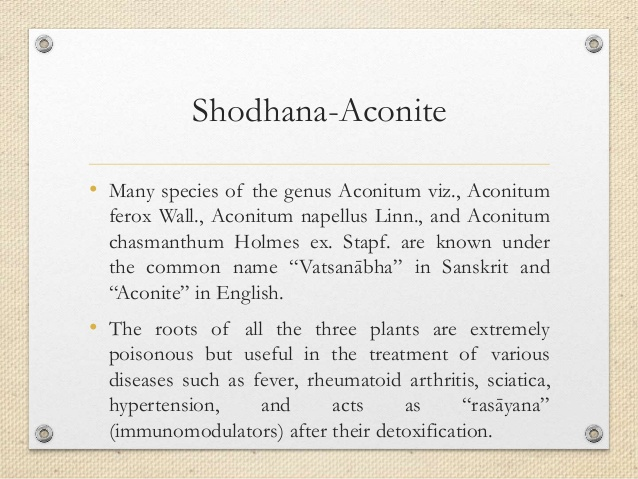 Shodhana-Aconite
• Many species of the genus Aconitum viz., Aconitum
ferox Wall., Aconitum napellus Linn., and Aconitum
chasmanthum Holmes ex. Stapf. are known under
the common name “Vatsanābha” in Sanskrit and
“Aconite” in English.
• The roots of all the three plants are extremely
poisonous but useful in the treatment of various
diseases such as fever, rheumatoid arthritis, sciatica,
hypertension, and acts as “rasāyana”
(immunomodulators) after their detoxification.